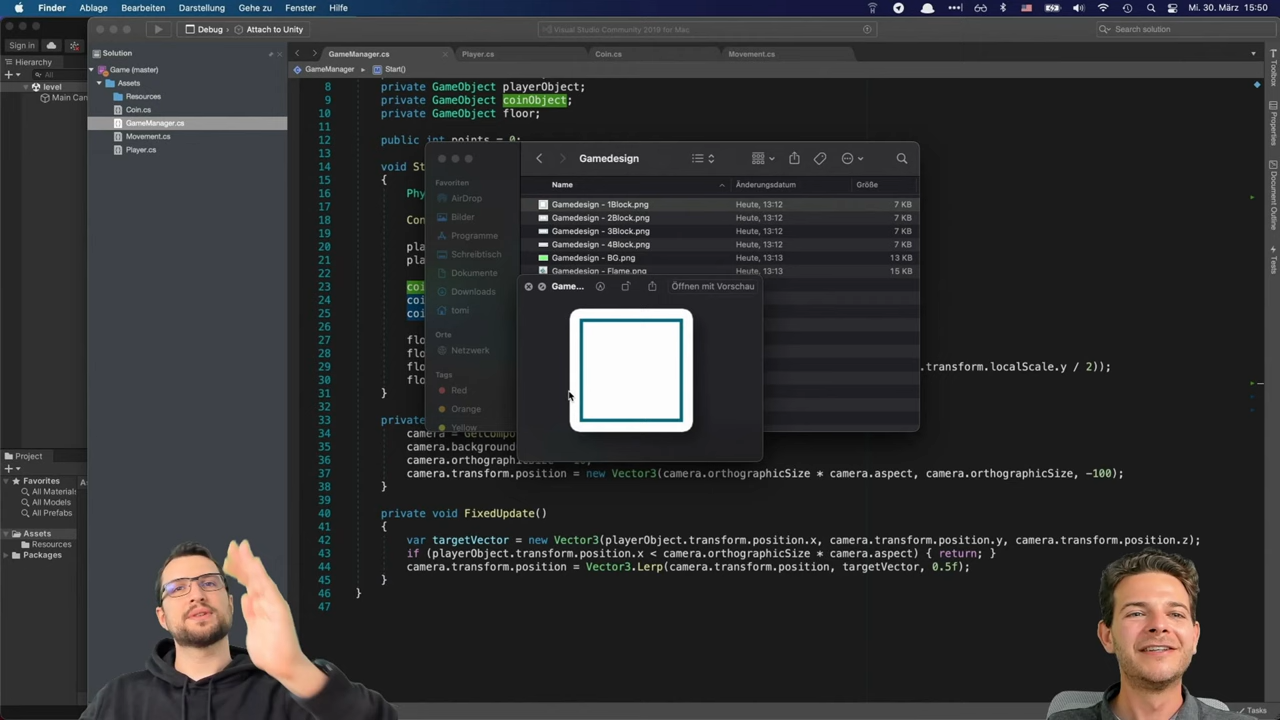 Finder Ablage Bearbeiten Darstellung Gehe zu Fenster Hilfe Mi. 30. März 15:50
Debug Attach to Unity Visual Studio Community 2019 for Mac Search solution
Sign in
Hierarchy
All
level
Main Can
Solution
Game (master)
Assets
Resources
Coin.cs
GameManager.cs
Movement.cs
Player.cs
GameManager.cs Player.cs Coin.cs Movement.cs
GameManager Start()
8 private GameObject playerObject;
9 private GameObject coinObject;
10 private GameObject floor;
11
12 public int points = 0;
13
14 void St
15 {
16 Phy
17
18 Con
19
20 pla
21 pla
22
23 coi
24 coi
25 coi
26
27 flo
28 flo
29 flo .transform.localScale.y / 2));
30 flo
31 }
32
33 private
34 camera = GetCompo
35 camera.background
36 camera.orthographicSize
37 camera.transform.position = new Vector3(camera.orthographicSize * camera.aspect, camera.orthographicSize, -100);
38 }
39
40 private void FixedUpdate()
41 {
42 var targetVector = new Vector3(playerObject.transform.position.x, camera.transform.position.y, camera.transform.position.z);
43 if (playerObject.transform.position.x < camera.orthographicSize * camera.aspect) { return; }
44 camera.transform.position = Vector3.Lerp(camera.transform.position, targetVector, 0.5f);
45 }
46 }
47
Gamedesign
Favoriten
AirDrop
Bilder
Programme
Schreibtisch
Dokumente
Downloads
tomi
Orte
Netzwerk
Tags
Red
Orange
Yellow
Name Änderungsdatum Größe
Gamedesign - 1Block.png Heute, 13:12 7 KB
Gamedesign - 2Block.png Heute, 13:12 7 KB
Gamedesign - 3Block.png Heute, 13:12 7 KB
Gamedesign - 4Block.png Heute, 13:12 7 KB
Gamedesign - BG.png Heute, 13:13 13 KB
Gamedesign - Flame.png Heute, 13:13 15 KB
Game... Öffnen mit Vorschau
Project
Favorites
All Materials
All Models
All Prefabs
Assets
Resources
Packages
As
Toolbox
Properties
Document Outline
Tests
Tasks